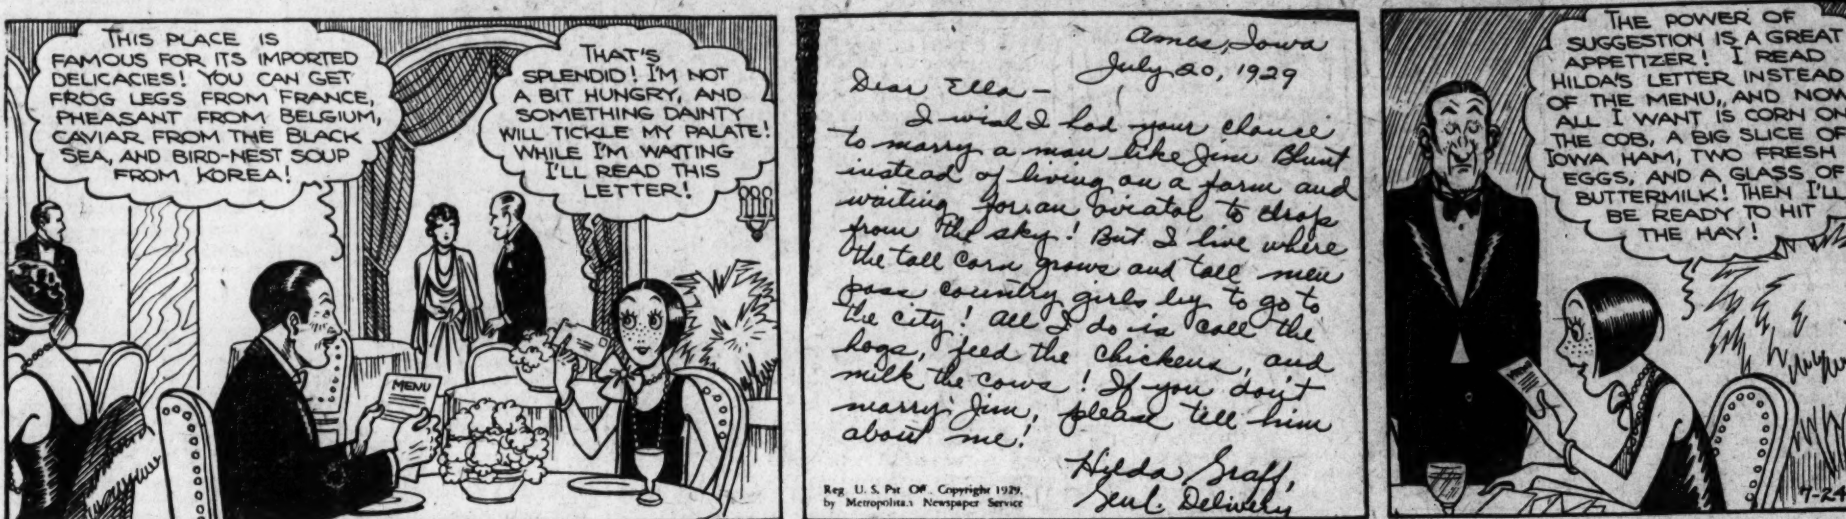 THIS PLACE IS
FAMOUS FOR ITS IMPORTED
DELICACIES! YOU CAN GET
FROG LEGS FROM FRANCE,
PHEASANT FROM BELGIUM,
CAVIAR FROM THE BLACK
SEA, AND BIRD-NEST SOUP
FROM KOREA!
THAT'S
SPLENDID! I'M NOT
A BIT HUNGRY, AND
SOMETHING DAINTY
WILL TICKLE MY PALATE!
WHILE I'M WAITING
I'LL READ THIS
LETTER!
MENU
Ames, Iowa
July 20, 1929
Dear Ella -
I wish I had your chance
to marry a man like Jim Blunt
instead of living on a farm and
waiting for an aviator to drop
from the sky! But I live where
the tall corn grows and tall men
pass country girls by to go to
the city! All I do is call the
hogs, feed the chickens, and
milk the cows! If you don't
marry Jim, please tell him
about me!
Hilda Graff,
Genl. Delivery
Reg. U. S. Pat. Off. Copyright 1929,
by Metropolitan Newspaper Service
THE POWER OF
SUGGESTION IS A GREAT
APPETIZER! I READ
HILDA'S LETTER INSTEAD
OF THE MENU, AND NOW
ALL I WANT IS CORN ON
THE COB, A BIG SLICE OF
IOWA HAM, TWO FRESH
EGGS, AND A GLASS OF
BUTTERMILK! THEN I'LL
BE READY TO HIT
THE HAY!